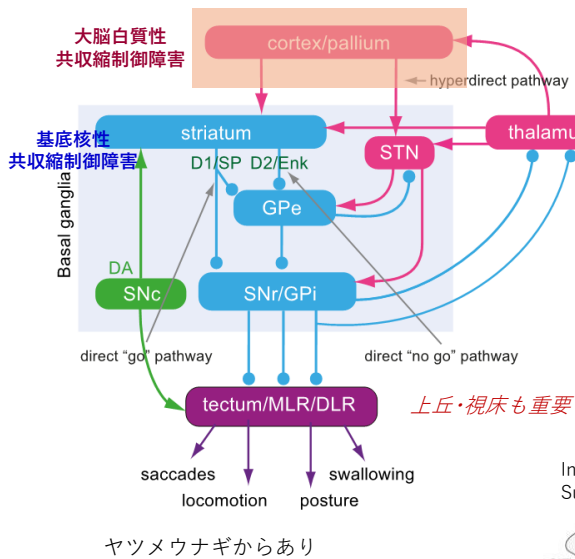 大脳白質性
共収縮制御障害
cortex/pallium
hyperdirect pathway
基底核性
共収縮制御障害
striatum
thalamu
STN
D1/SP
D2/Enk
GPe
Basal ganglia
DA
SNc
SNr/GPi
direct “go” pathway
direct “no go” pathway
tectum/MLR/DLR
上丘・視床も重要
saccades
swallowing
locomotion
posture
In
Su
ヤツメウナギからあり